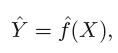 Ŷ = f̂(X),